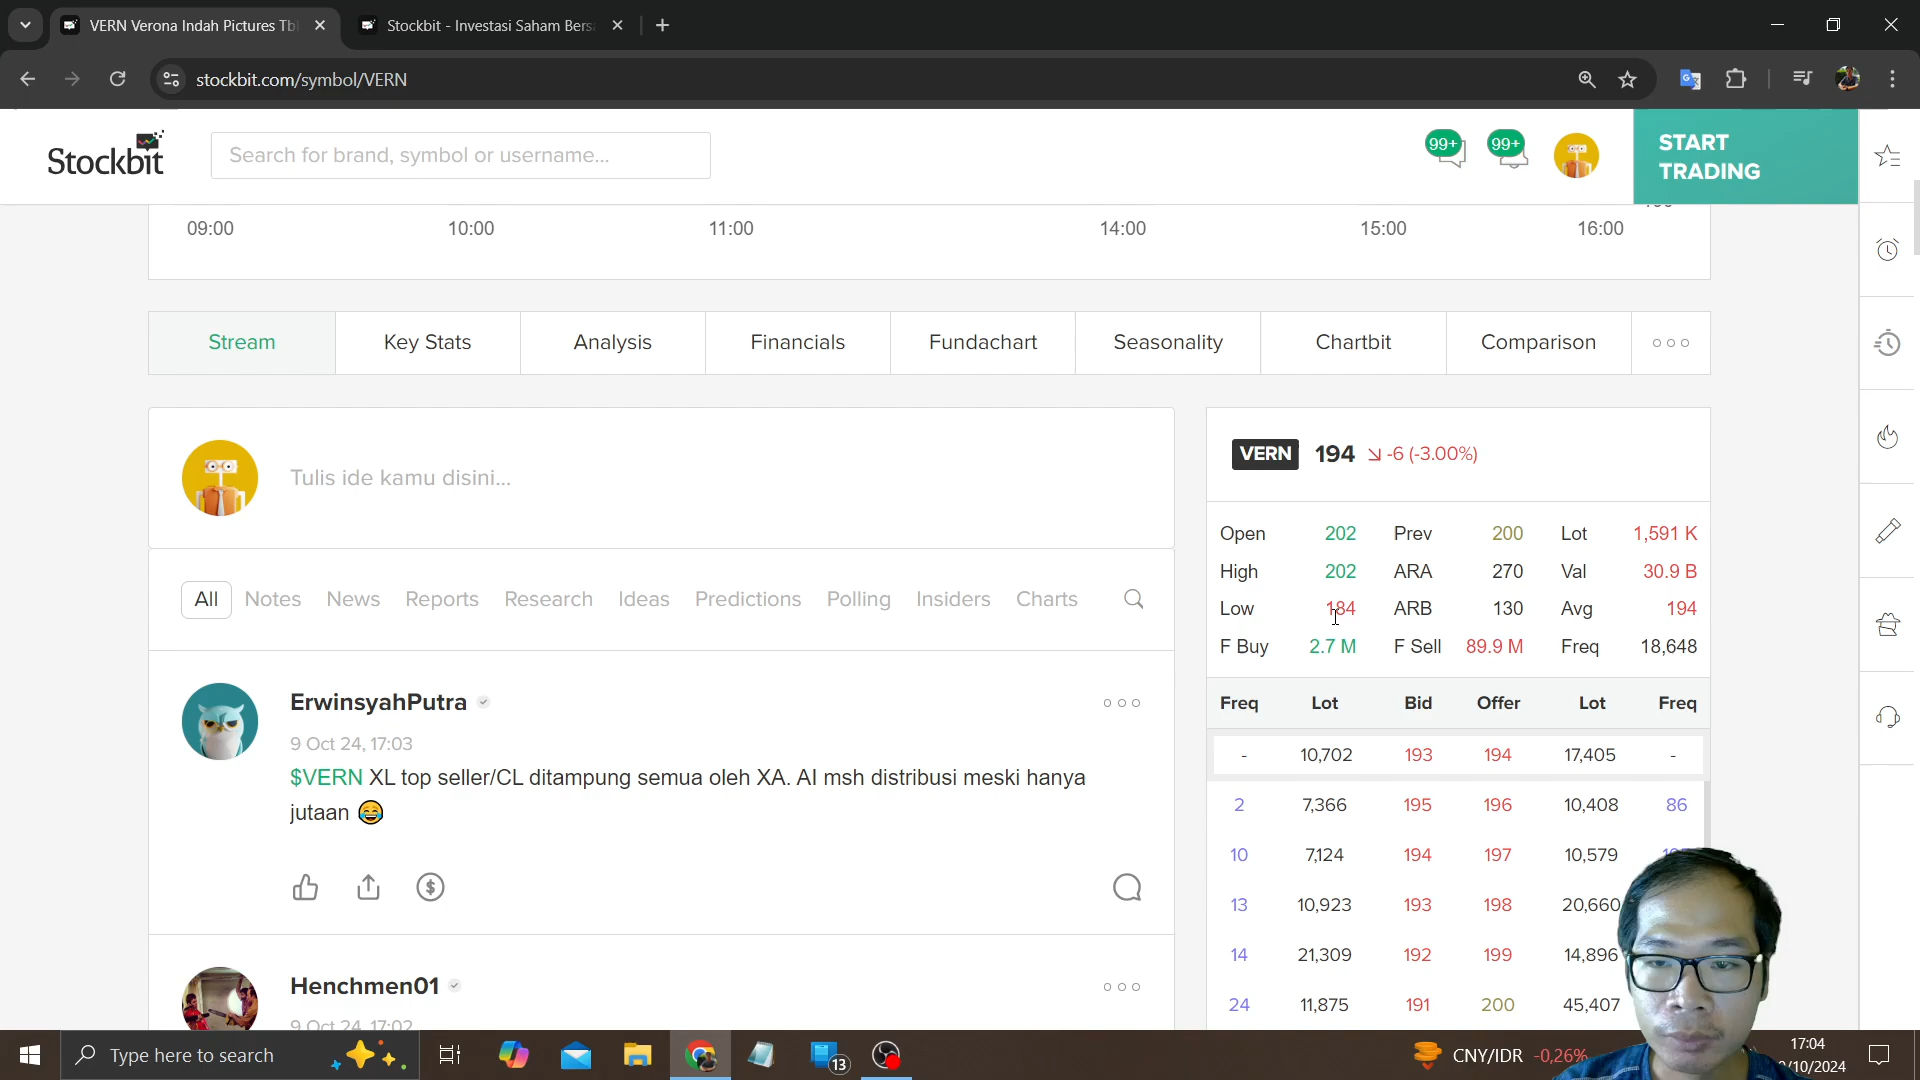 VERN Verona Indah Pictures Tbl
Stockbit - Investasi Saham Bersa
stockbit.com/symbol/VERN
Stockbit
Search for brand, symbol or username...
99+
99+
START
TRADING
09:00 10:00 11:00 14:00 15:00 16:00
Stream Key Stats Analysis Financials Fundachart Seasonality Chartbit Comparison
Tulis ide kamu disini...
All Notes News Reports Research Ideas Predictions Polling Insiders Charts
ErwinsyahPutra
9 Oct 24, 17:03
$VERN XL top seller/CL ditampung semua oleh XA. AI msh distribusi meski hanya
jutaan 😂
Henchmen01
9 Oct 24, 17:02
VERN 194 -6 (-3.00%)
Open 202 Prev 200 Lot 1,591 K
High 202 ARA 270 Val 30.9 B
Low 184 ARB 130 Avg 194
F Buy 2.7 M F Sell 89.9 M Freq 18,648
Freq Lot Bid Offer Lot Freq
- 10,702 193 194 17,405 -
2 7,366 195 196 10,408 86
10 7,124 194 197 10,579
13 10,923 193 198 20,660
14 21,309 192 199 14,896
24 11,875 191 200 45,407
Type here to search
13
CNY/IDR -0,26%
17:04
/10/2024